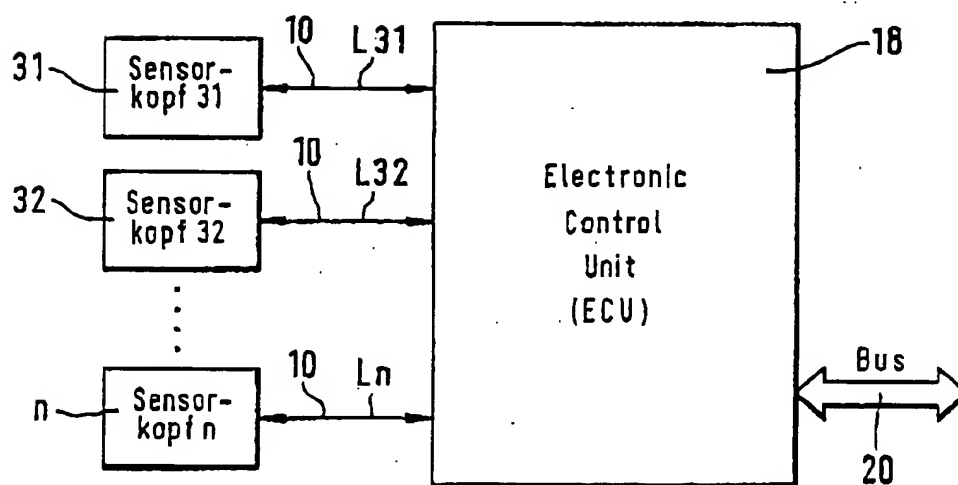 10
L31
18
31
Sensor-
kopf 31
10
L32
32
Sensor-
kopf 32
Electronic
Control
Unit
(ECU)
10
Ln
n
Sensor-
kopf n
Bus
20